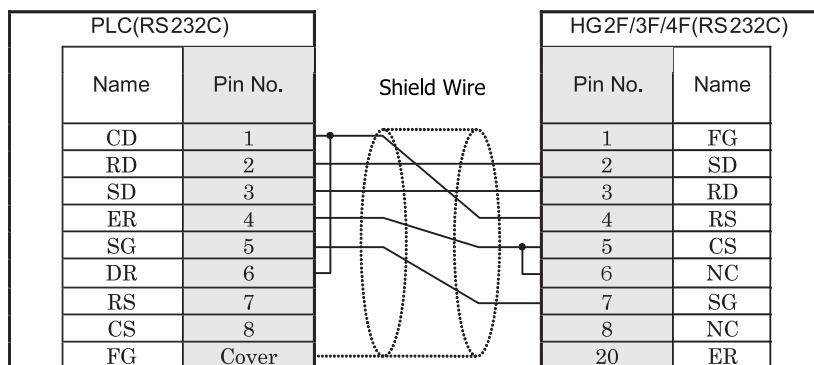 PLC(RS232C) HG2F/3F/4F(RS232C)
Name Pin No. Shield Wire Pin No. Name
CD 1 1 FG
RD 2 2 SD
SD 3 3 RD
ER 4 4 RS
SG 5 5 CS
DR 6 6 NC
RS 7 7 SG
CS 8 8 NC
FG Cover 20 ER